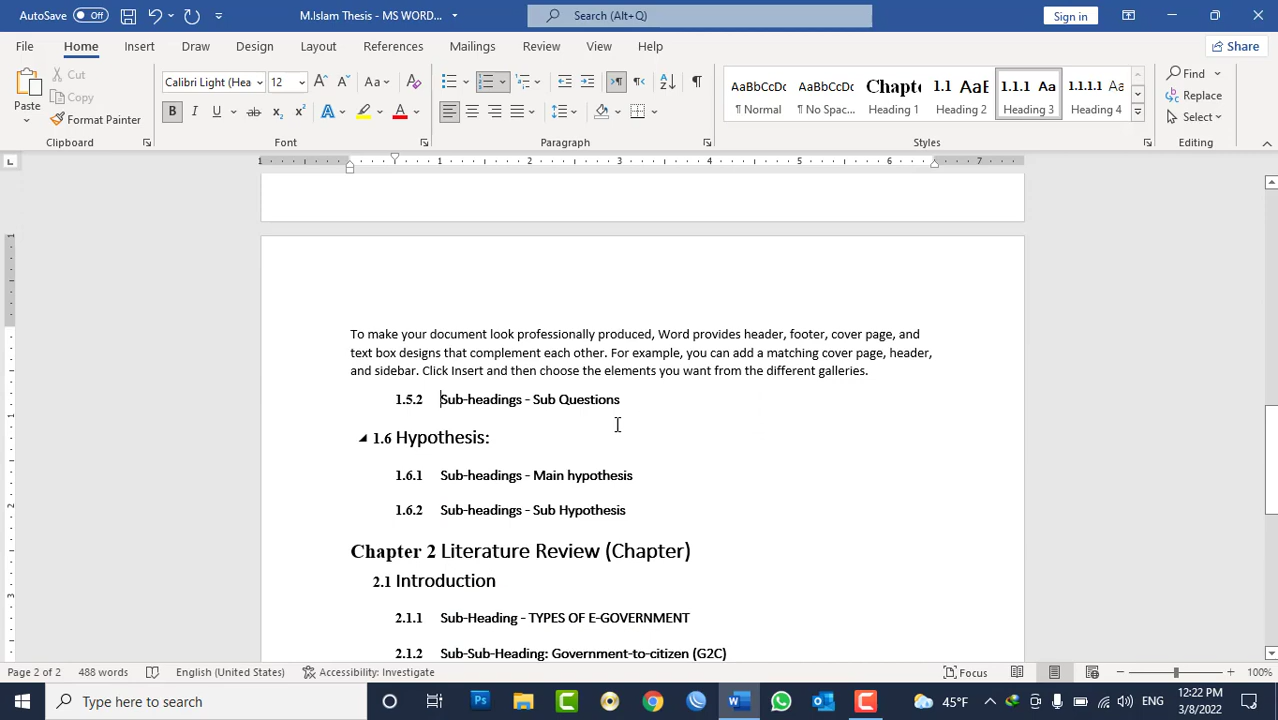 AutoSave Off M.Islam Thesis - MS WORD... Search (Alt+Q) Sign in
File Home Insert Draw Design Layout References Mailings Review View Help Share
Paste Cut Copy Format Painter
Calibri Light (Hea 12 Aa
AaBbCcDc AaBbCcDc Chapte 1.1 AaE 1.1.1 Aa 1.1.1.1 AaB
¶ Normal ¶ No Spac... Heading 1 Heading 2 Heading 3 Heading 4
Find Replace Select
Clipboard Font Paragraph Styles Editing
1 1 2 3 4 5 6 7
To make your document look professionally produced, Word provides header, footer, cover page, and
text box designs that complement each other. For example, you can add a matching cover page, header,
and sidebar. Click Insert and then choose the elements you want from the different galleries.
1.5.2 Sub-headings - Sub Questions
1.6 Hypothesis:
1.6.1 Sub-headings - Main hypothesis
1.6.2 Sub-headings - Sub Hypothesis
Chapter 2 Literature Review (Chapter)
2.1 Introduction
2.1.1 Sub-Heading - TYPES OF E-GOVERNMENT
2.1.2 Sub-Sub-Heading: Government-to-citizen (G2C)
Page 2 of 2 488 words English (United States) Accessibility: Investigate Focus 100%
Type here to search 45°F ENG 12:22 PM
3/8/2022